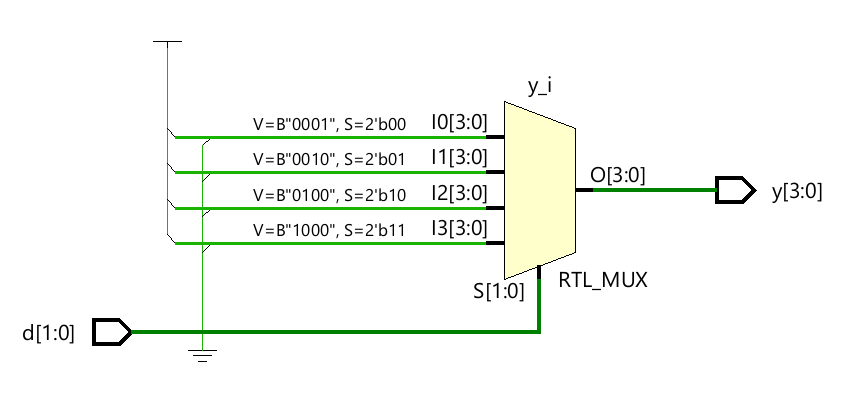 y_i
V=B"0001", S=2'b00 I0[3:0]
V=B"0010", S=2'b01 I1[3:0]
V=B"0100", S=2'b10 I2[3:0]
V=B"1000", S=2'b11 I3[3:0]
O[3:0]
y[3:0]
S[1:0]
RTL_MUX
d[1:0]